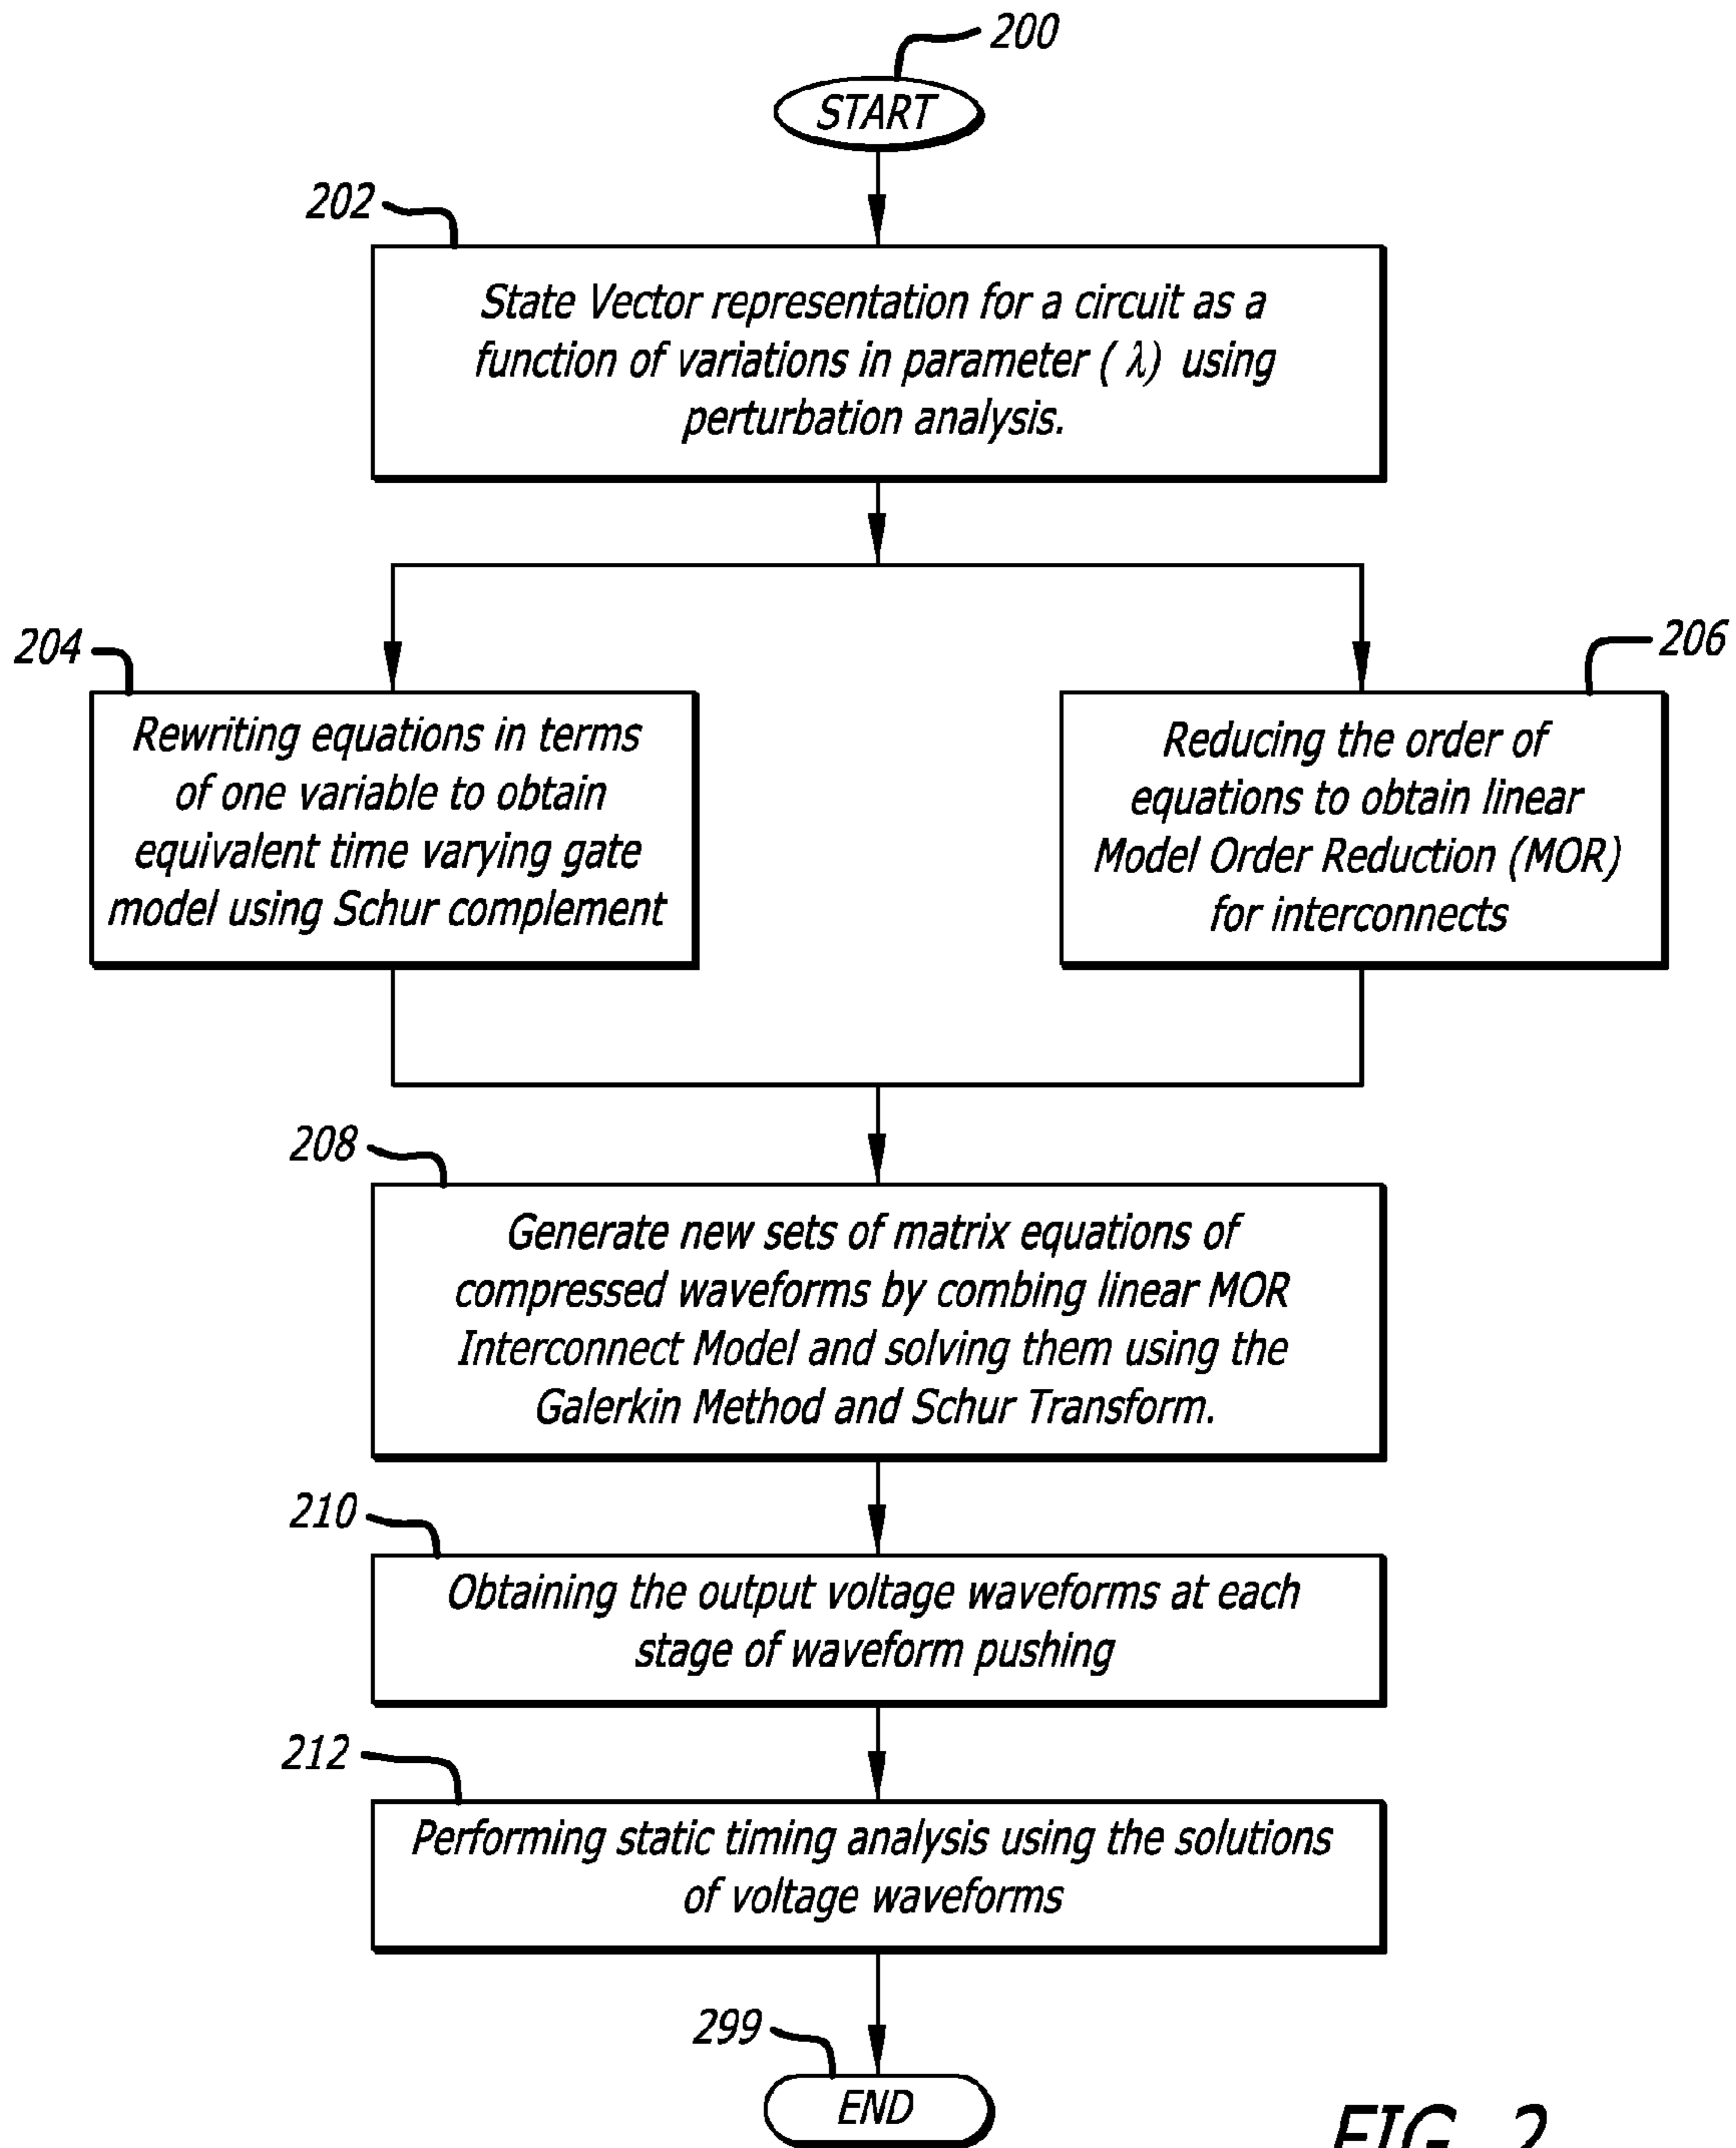 200
START
202
State Vector representation for a circuit as a
function of variations in parameter ( λ) using
perturbation analysis.
204
Rewriting equations in terms
of one variable to obtain
equivalent time varying gate
model using Schur complement
206
Reducing the order of
equations to obtain linear
Model Order Reduction (MOR)
for interconnects
208
Generate new sets of matrix equations of
compressed waveforms by combing linear MOR
Interconnect Model and solving them using the
Galerkin Method and Schur Transform.
210
Obtaining the output voltage waveforms at each
stage of waveform pushing
212
Performing static timing analysis using the solutions
of voltage waveforms
299
END
FIG. 2